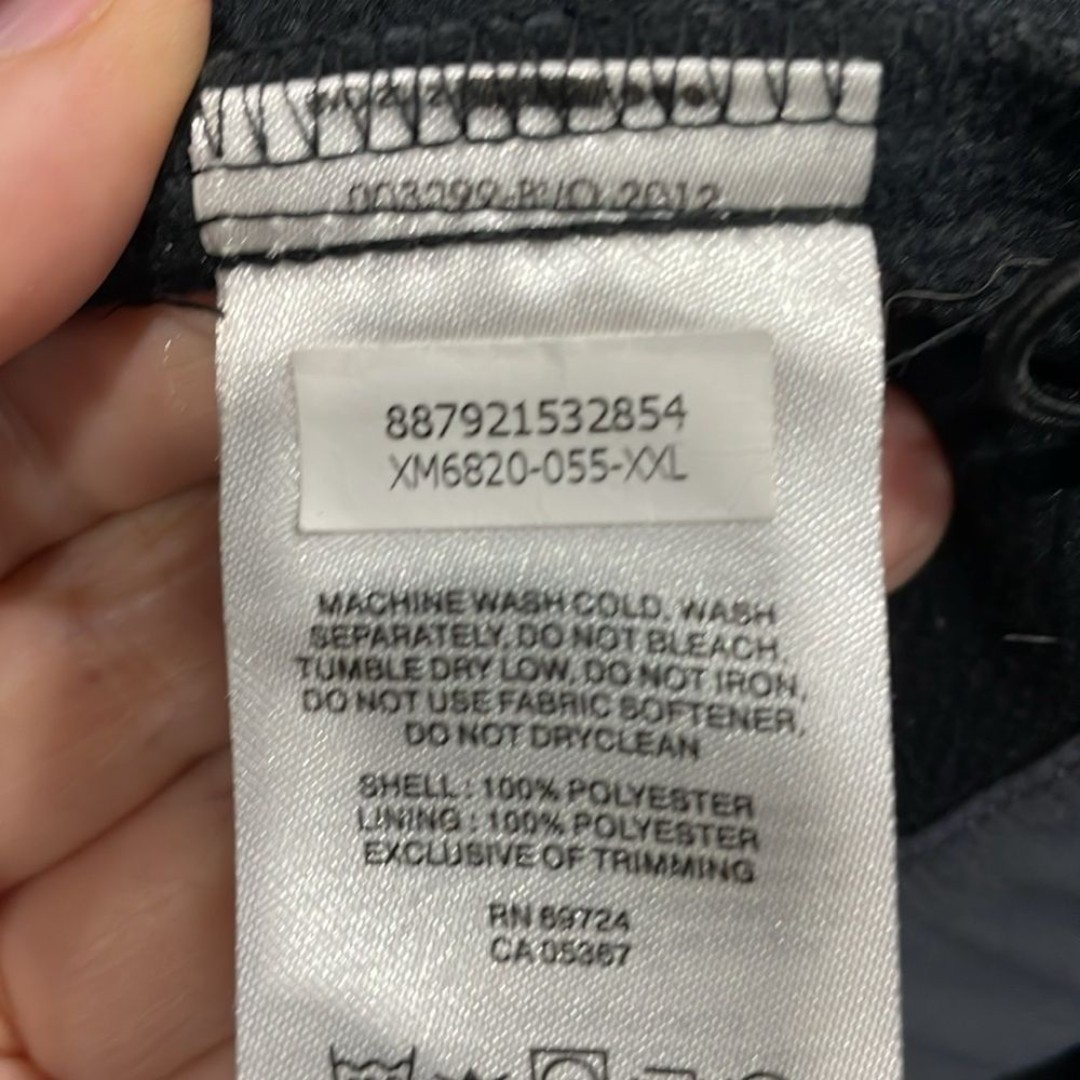 2012
887921532854
XM6820-055-XXL
MACHINE WASH COLD, WASH
SEPARATELY, DO NOT BLEACH,
TUMBLE DRY LOW, DO NOT IRON,
DO NOT USE FABRIC SOFTENER,
DO NOT DRYCLEAN
SHELL : 100% POLYESTER
LINING : 100% POLYESTER
EXCLUSIVE OF TRIMMING
RN 69724
CA 05367